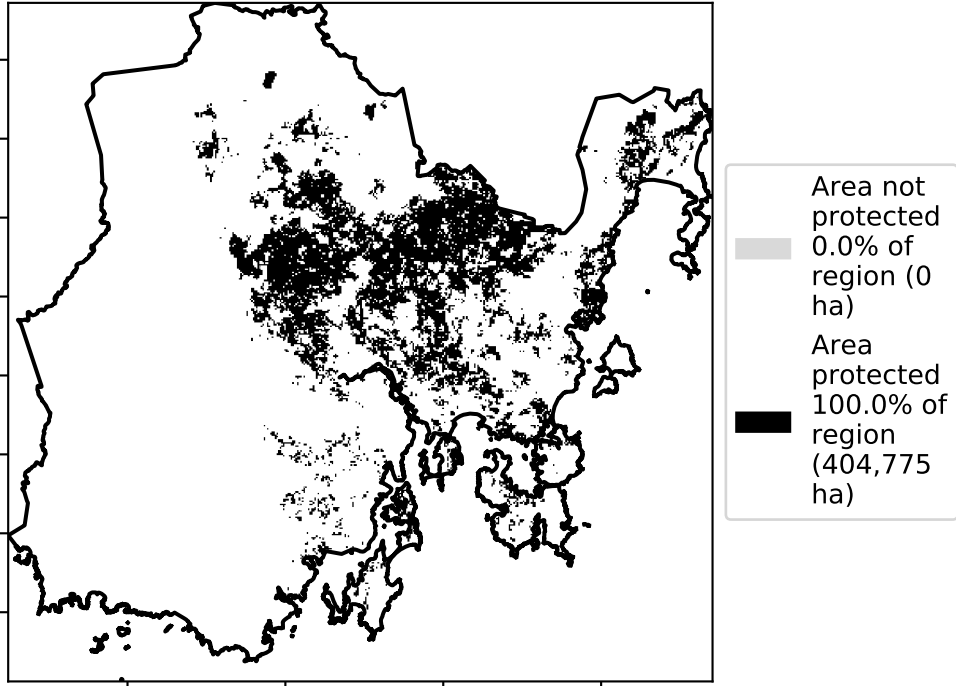 Area not
protected
0.0% of
region (0
ha)
Area
protected
100.0% of
region
(404,775
ha)